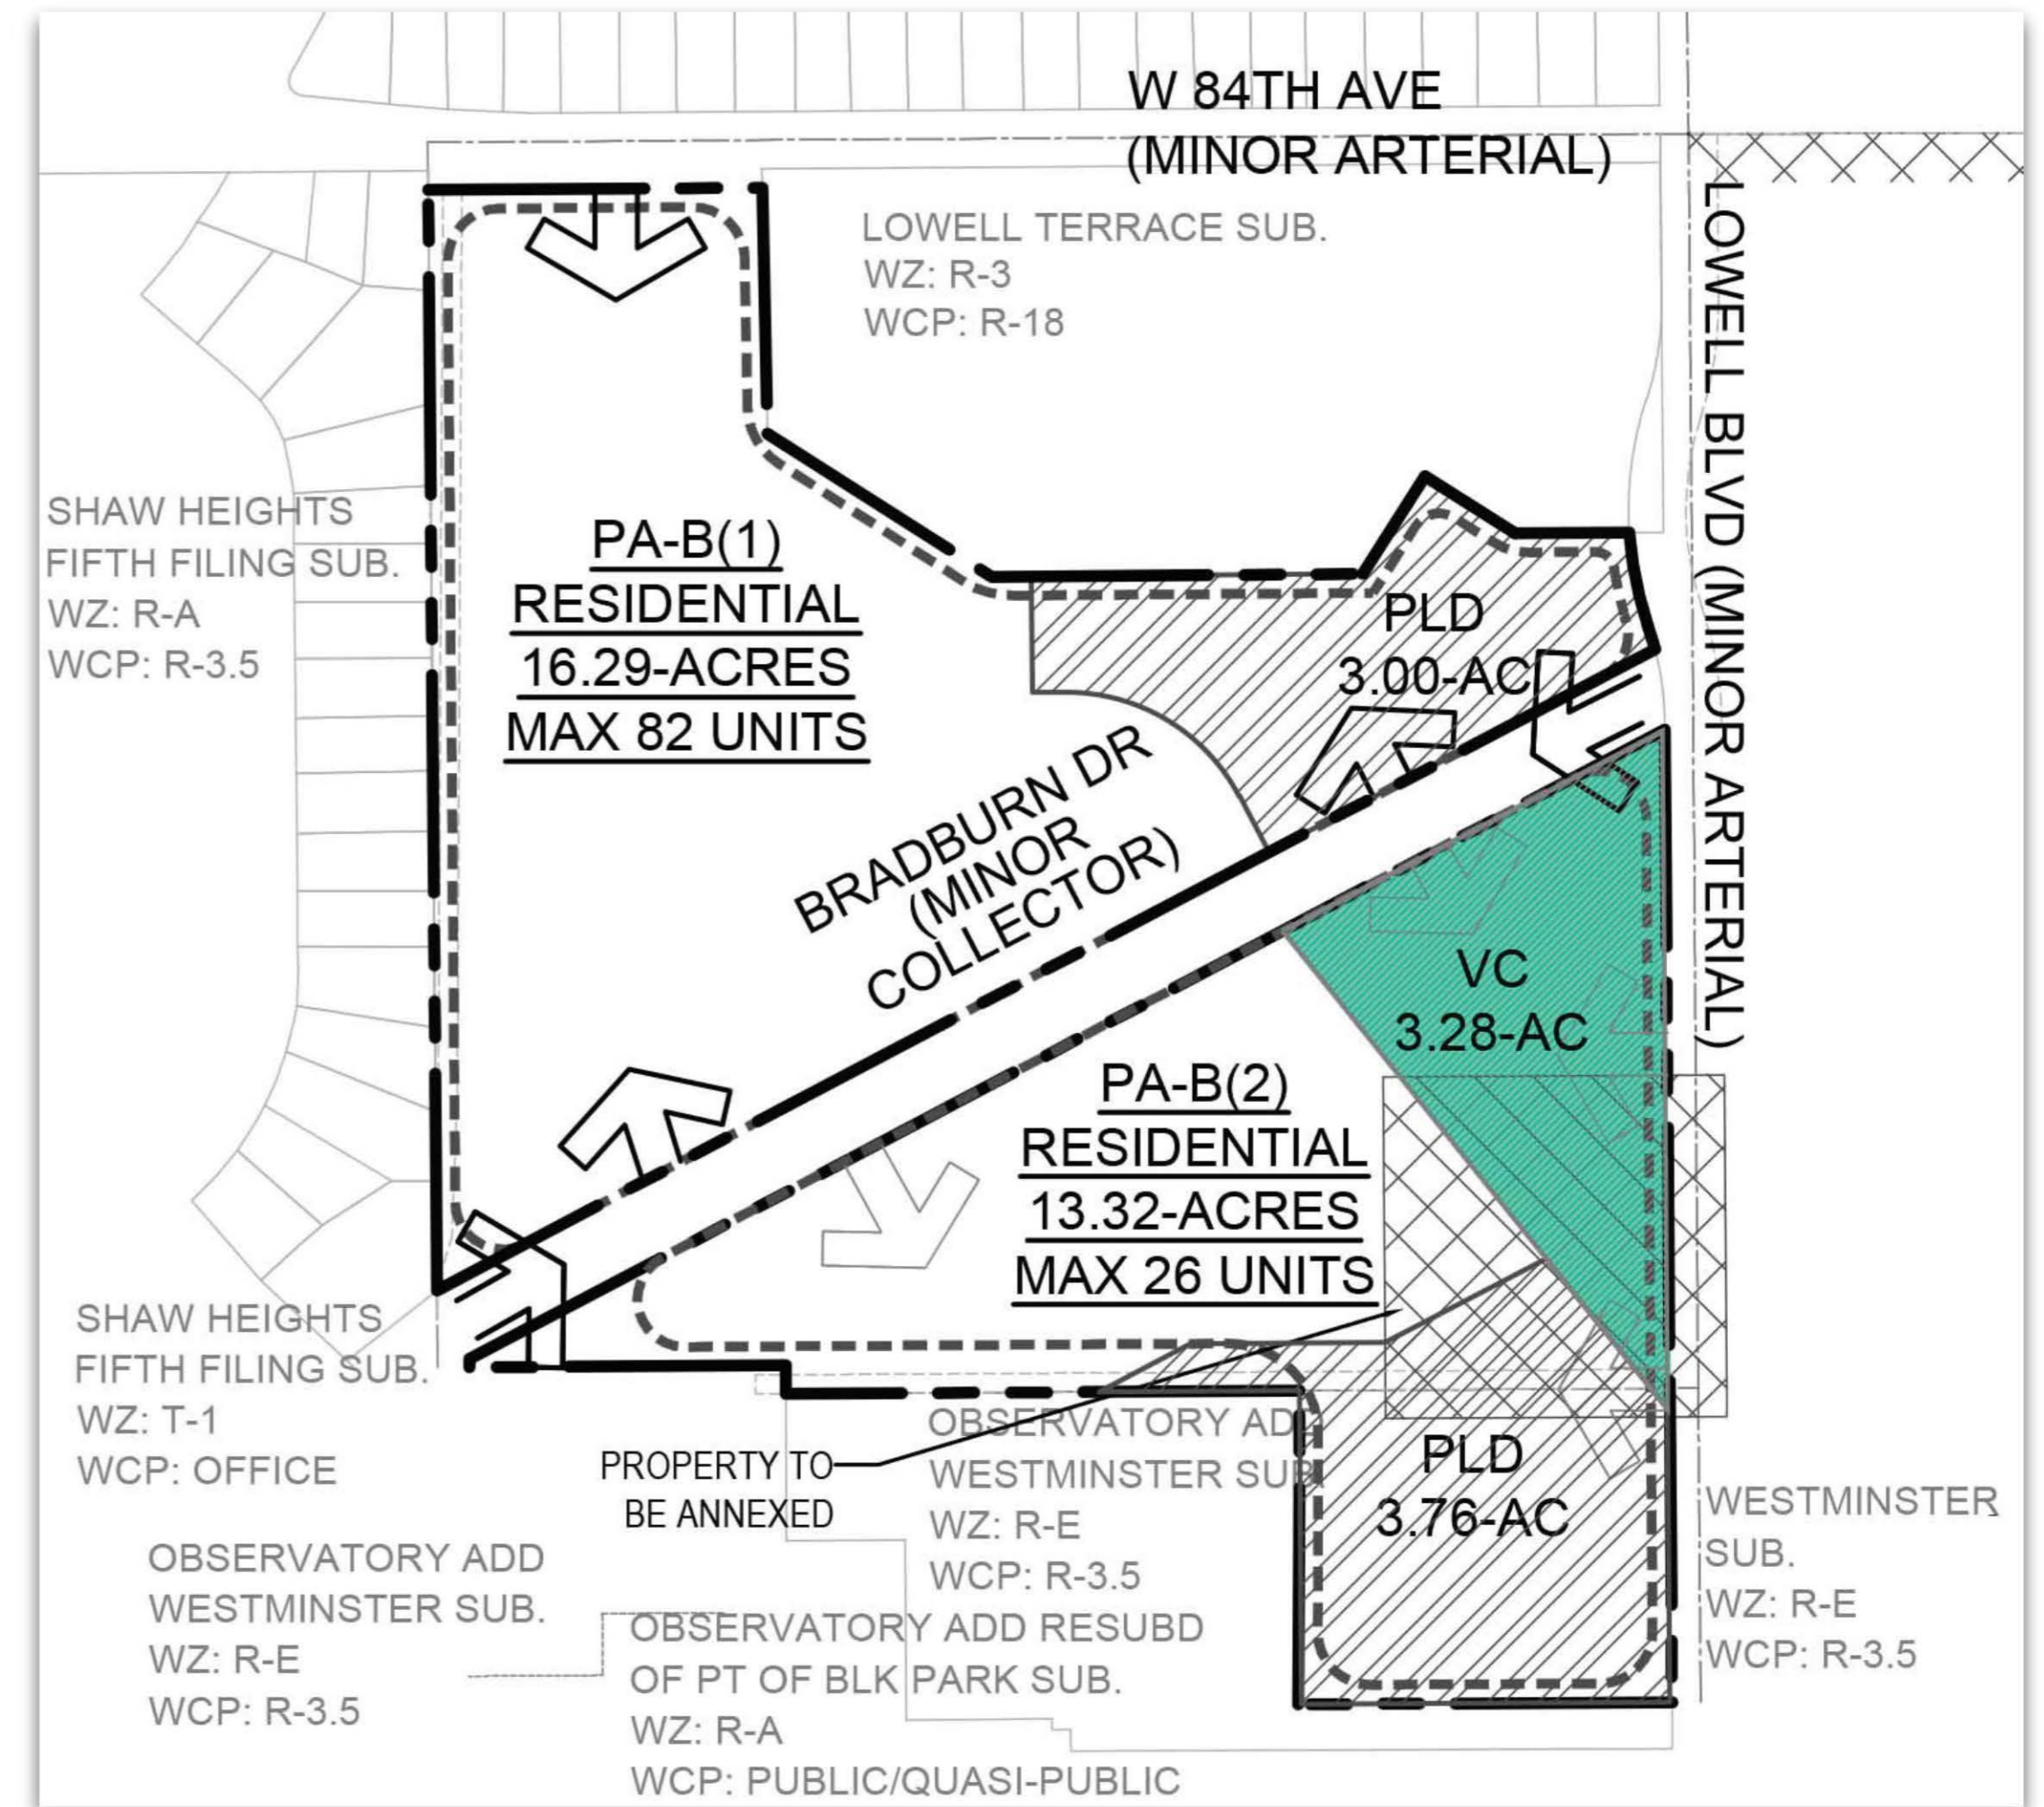 W 84TH AVE
(MINOR ARTERIAL)
LOWELL BLVD (MINOR ARTERIAL)
LOWELL TERRACE SUB.
WZ: R-3
WCP: R-18
SHAW HEIGHTS
FIFTH FILING SUB.
WZ: R-A
WCP: R-3.5
PA-B(1)
RESIDENTIAL
16.29-ACRES
MAX 82 UNITS
PLD
3.00-AC
BRADBURN DR
(MINOR
COLLECTOR)
VC
3.28-AC
PA-B(2)
RESIDENTIAL
13.32-ACRES
MAX 26 UNITS
SHAW HEIGHTS
FIFTH FILING SUB.
WZ: T-1
WCP: OFFICE
PROPERTY TO
BE ANNEXED
OBSERVATORY ADD
WESTMINSTER SUB.
WZ: R-E
WCP: R-3.5
PLD
3.76-AC
WESTMINSTER
SUB.
WZ: R-E
WCP: R-3.5
OBSERVATORY ADD
WESTMINSTER SUB.
WZ: R-E
WCP: R-3.5
OBSERVATORY ADD RESUBD
OF PT OF BLK PARK SUB.
WZ: R-A
WCP: PUBLIC/QUASI-PUBLIC